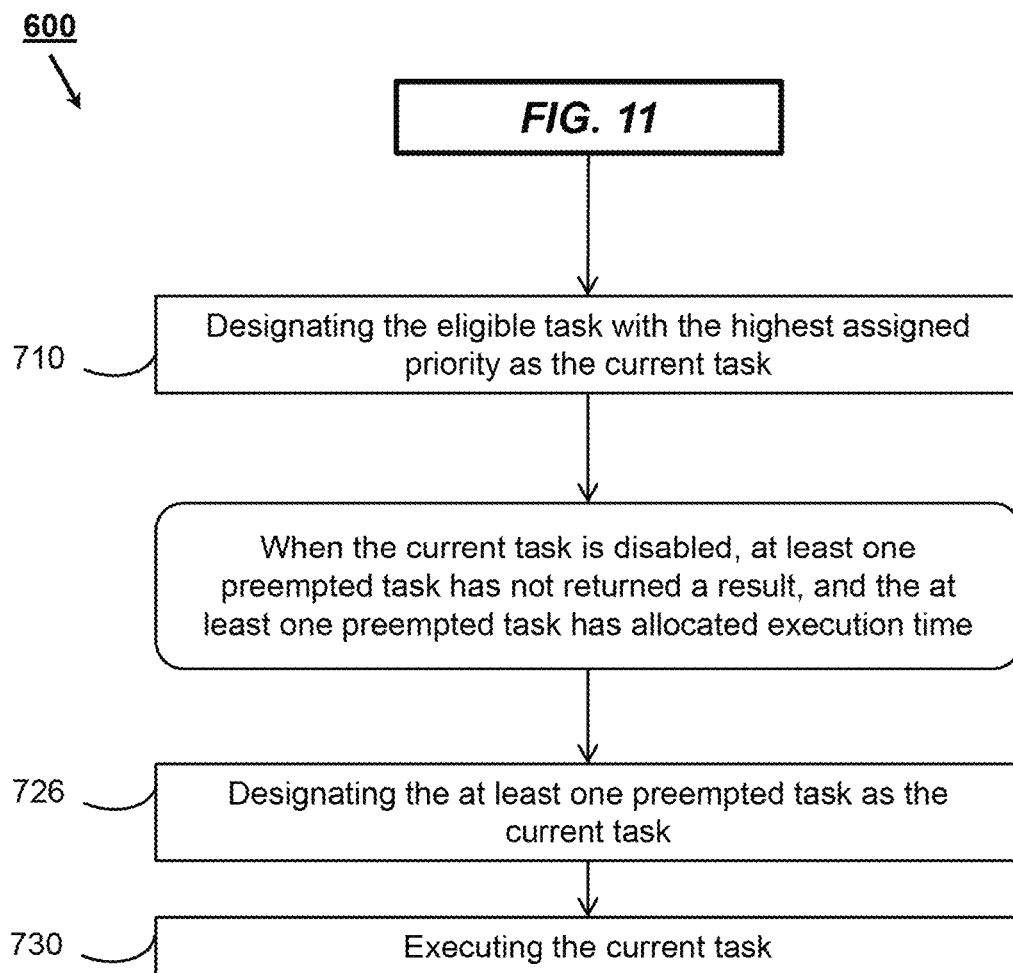 600
FIG. 11
Designating the eligible task with the highest assigned
priority as the current task
710
When the current task is disabled, at least one
preempted task has not returned a result, and the at
least one preempted task has allocated execution time
726
Designating the at least one preempted task as the
current task
730
Executing the current task